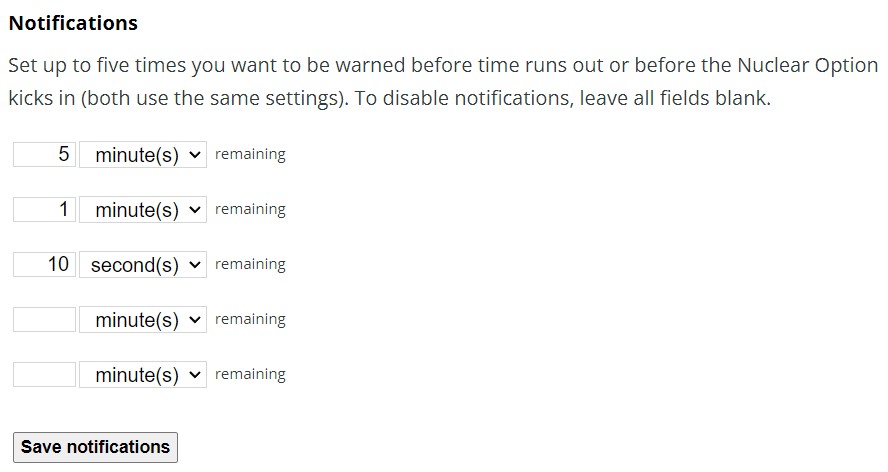 Notifications
Set up to five times you want to be warned before time runs out or before the Nuclear Option
kicks in (both use the same settings). To disable notifications, leave all fields blank.
5 minute(s) remaining
1 minute(s) remaining
10 second(s) remaining
minute(s) remaining
minute(s) remaining
Save notifications